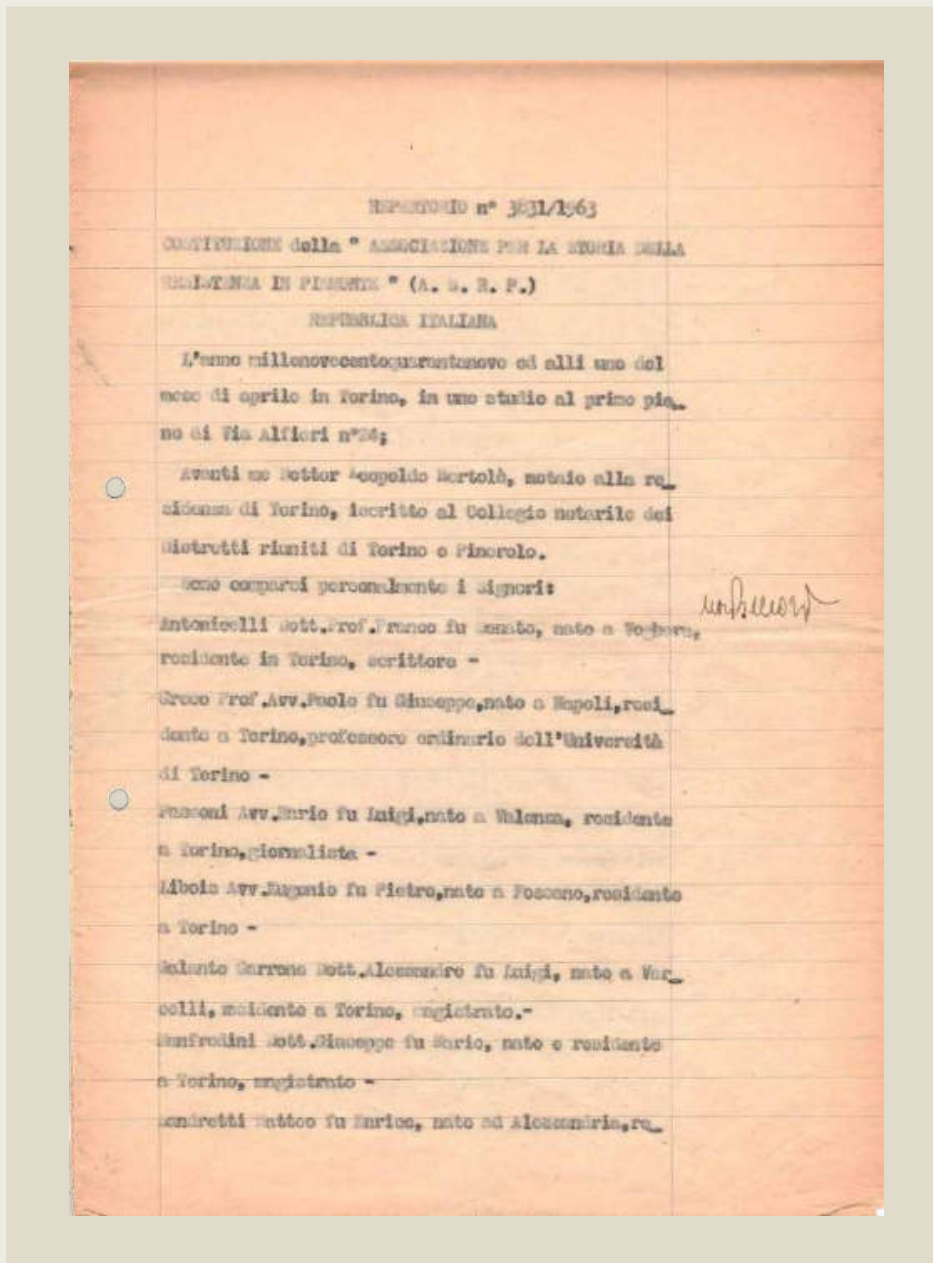 REPERTORIO n° 3831/1963
COSTITUZIONE della " ASSOCIAZIONE PER LA STORIA DELLA
RESISTENZA IN PIEMONTE " (A. S. R. P.)
REPUBBLICA ITALIANA
L'anno millenovecentoquarantanove ed alli uno del
mese di aprile in Torino, in uno studio al primo pia_
no di Via Alfieri n°24;
Avanti me Dottor Leopoldo Bertolè, notaio alla re_
sidenza di Torino, iscritto al Collegio notarile dei
Distretti riuniti di Torino e Pinerolo.
Sono comparsi personalmente i Signori:
Antonicelli Dott.Prof.Franco fu Donato, nato a Voghera,
residente in Torino, scrittore -
Greco Prof.Avv.Paolo fu Giuseppe,nato a Napoli,resi_
dente a Torino,professore ordinario dell'Università
di Torino -
Passoni Avv. fu Luigi,nato a Valenza, residente
a Torino,giornalista -
Libois Avv.Eugenio fu Pietro,nato a Fossano,residente
a Torino -
Galante Garrone Dott.Alessandro fu Luigi, nato a Ver_
celli, residente a Torino, magistrato.-
Manfredini Dott.Giuseppe fu Mario, nato e residente
a Torino, magistrato -
Sandretti Matteo fu Enrico, nato ad Alessandria,re_